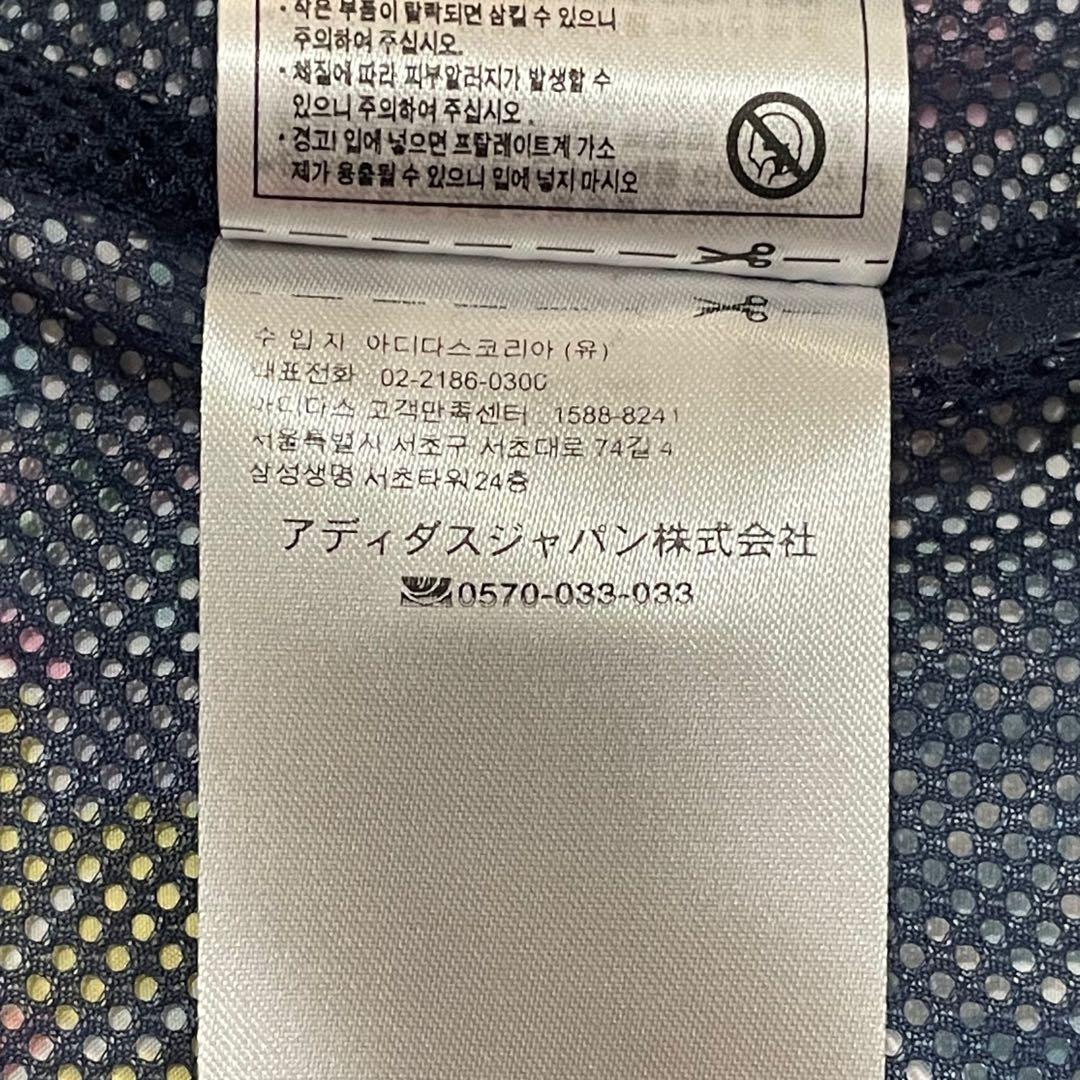 · 작은 부품이 탈락되면 삼킬 수 있으니
주의하여 주십시오.
· 체질에 따라 피부알러지가 발생할 수
있으니 주의하여 주십시오.
· 경고! 입에 넣으면 프탈레이트계 가소
제가 용출될 수 있으니 입에 넣지 마시오
수 입 자 아디다스코리아 (유)
대표전화 02-2186-0300
아디다스 고객만족센터 1588-8241
서울특별시 서초구 서초대로 74길 4
삼성생명 서초타워 24층
アディダスジャパン株式会社
0570-033-033